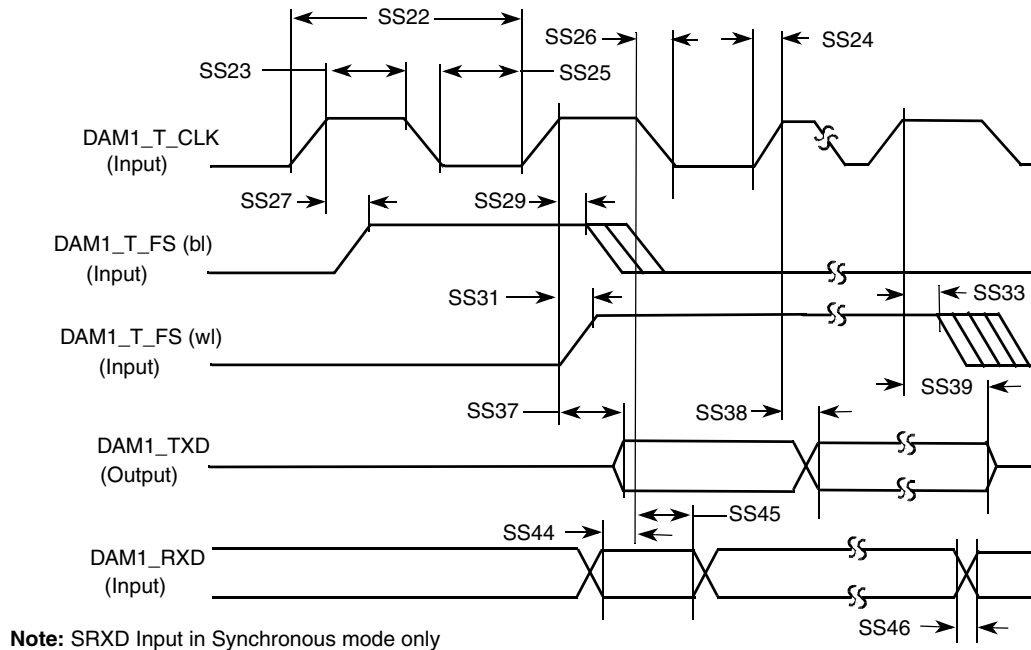 SS22
SS26
SS24
SS23
SS25
DAM1_T_CLK
(Input)
SS27
SS29
DAM1_T_FS (bl)
(Input)
SS31
SS33
DAM1_T_FS (wl)
(Input)
SS39
SS37
SS38
DAM1_TXD
(Output)
SS44
SS45
DAM1_RXD
(Input)
SS46
Note: SRXD Input in Synchronous mode only